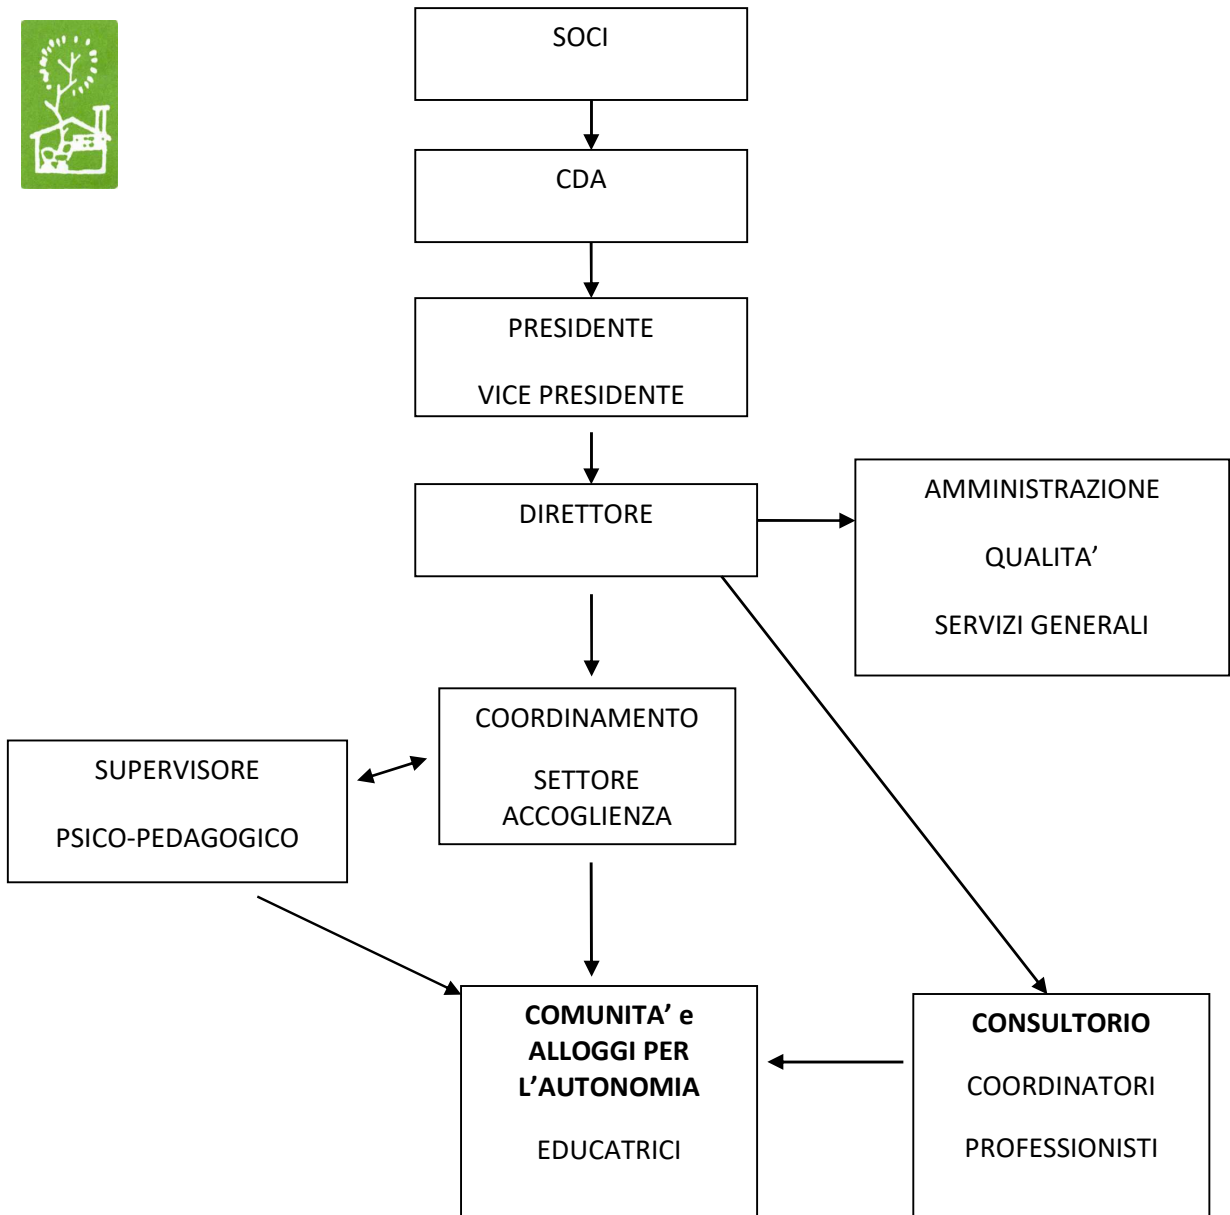 SOCI
CDA
PRESIDENTE
VICE PRESIDENTE
DIRETTORE
AMMINISTRAZIONE
QUALITA’
SERVIZI GENERALI
COORDINAMENTO
SETTORE
ACCOGLIENZA
SUPERVISORE
PSICO-PEDAGOGICO
COMUNITA’ e
ALLOGGI PER
L’AUTONOMIA
EDUCATRICI
CONSULTORIO
COORDINATORI
PROFESSIONISTI